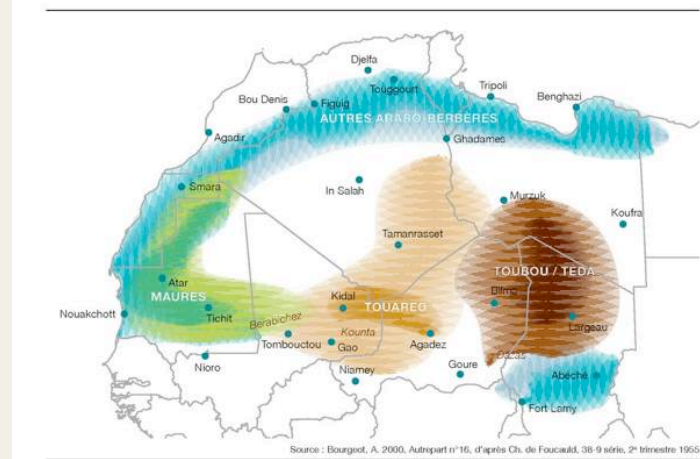 Djelfa
Touggourt
Tripoli
Bou Denis
Figuig
Benghazi
AUTRES ARABO-BERBÈRES
Agadir
Ghadames
Smara
In Salah
Murzuk
Koufra
Tamanrasset
TOUBOU / TEDA
Atar
MAURES
Kidal
TOUAREG
Bilma
Nouakchott
Tichit
Berabichez
Kounta
Largeau
Tombouctou
Gao
Agadez
Nioro
Niamey
Goure
Abéché
Fort Lamy
Source : Bourgeot, A. 2000, Autrepart n°16, d'après Ch. de Foucauld, 38-9 série, 2e trimestre 1955